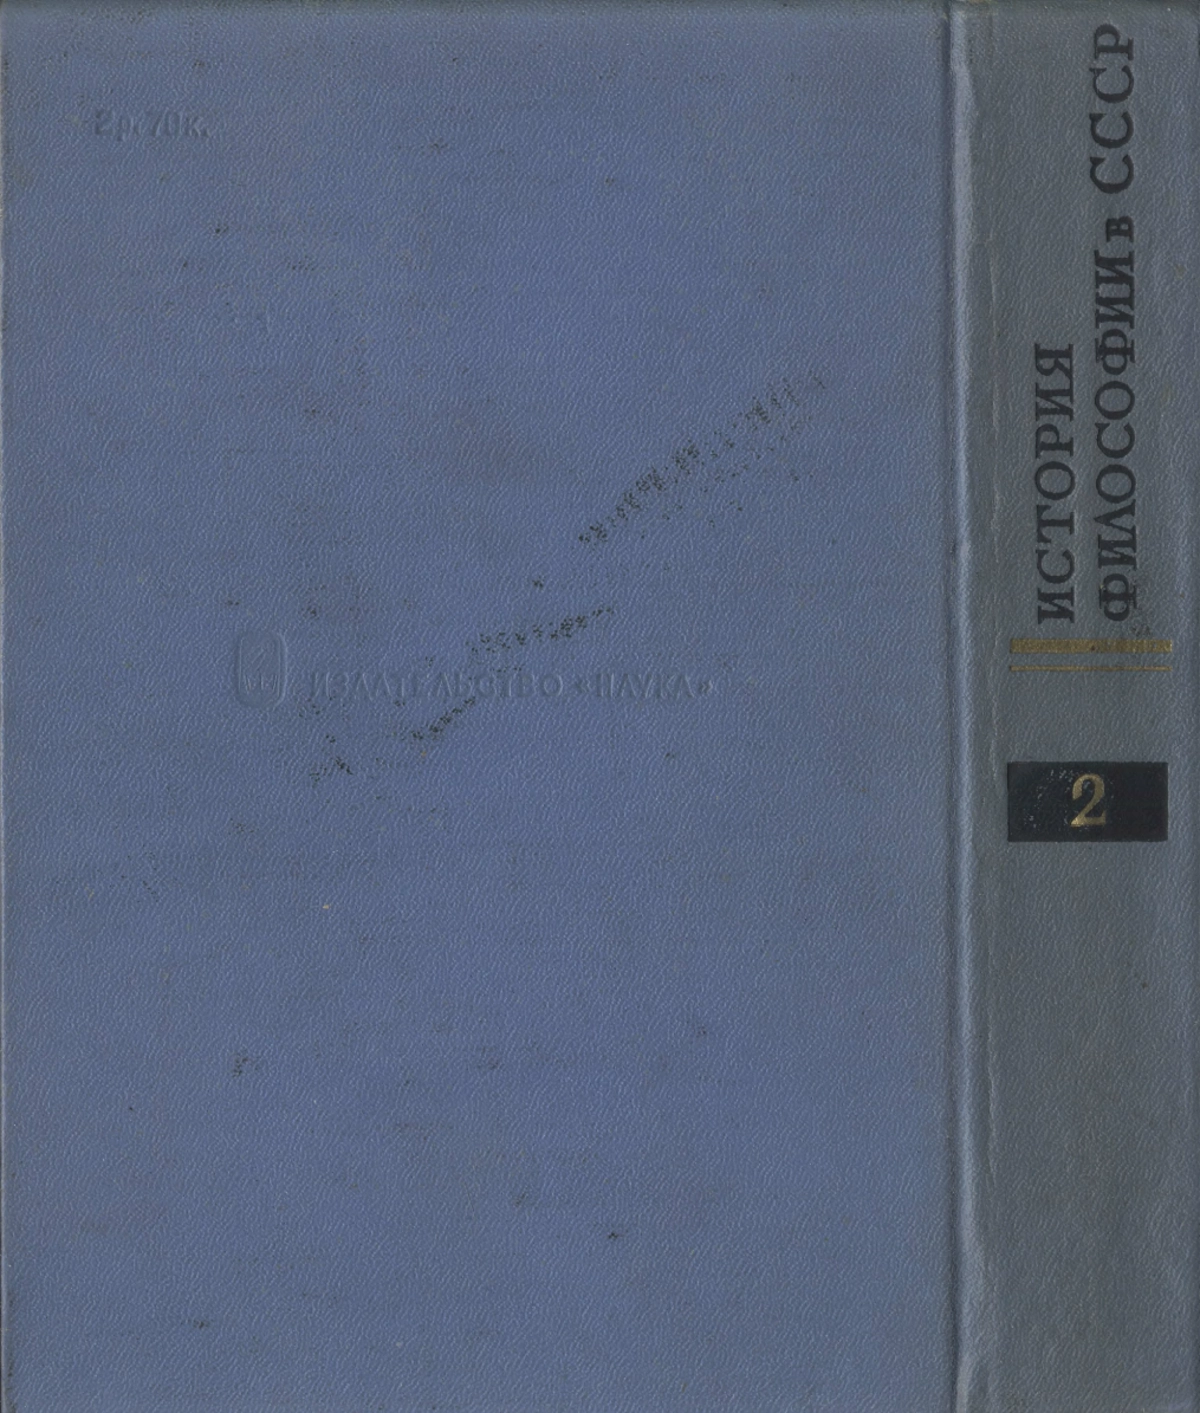 2р.70к.
ИЗДАТЕЛЬСТВО «НАУКА»
ИСТОРИЯ
ФИЛОСОФИИ в СССР
2